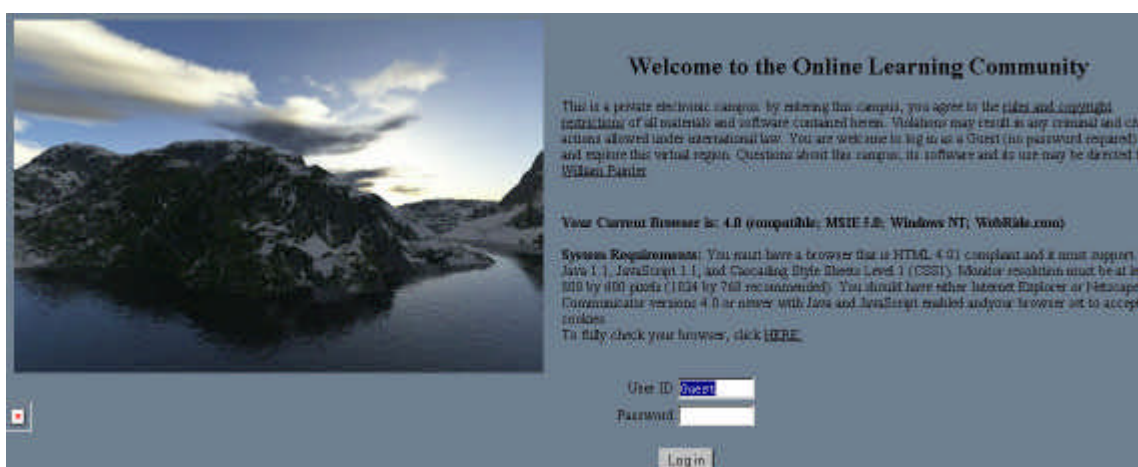 Welcome to the Online Learning Community
This is a private electronic campus. by entering this campus, you agree to the rules and copyright
restrictions of all materials and software contained herein. Violations may result in any criminal and
actions allowed under international law. You are welcome to log in as a Guest (no password required)
and explore this virtual region. Questions about this campus, its software and its use may be directed
William Painter
Your Current Browser is: 4.0 (compatible; MSIE 5.0; Windows NT; WebRide.com)
System Requirements: You must have a browser that is HTML 4.01 compliant and it must support
Java 1.1, JavaScript 1.1, and Cascading Style Sheets Level 1 (CSS1). Monitor resolution must be at
800 by 600 pixels (1024 by 768 recommended). You should have either Internet Explorer or Netscape
Communicator versions 4.0 or newer with Java and JavaScript enabled andyour browser set to accept
cookies
To fully check your browser, click HERE.
User ID Guest
Password
Log in